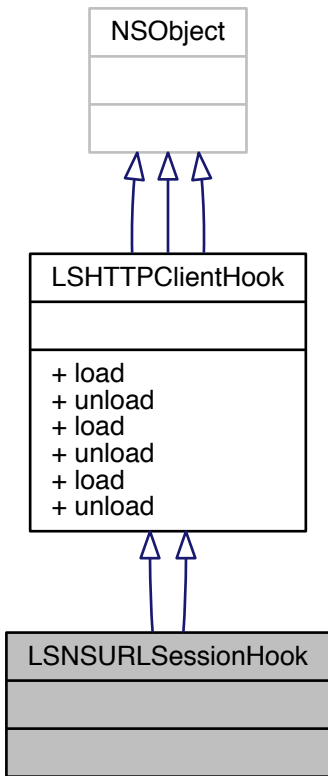 NSObject
LSHTTPClientHook
+ load
+ unload
+ load
+ unload
+ load
+ unload
LSNSURLSessionHook